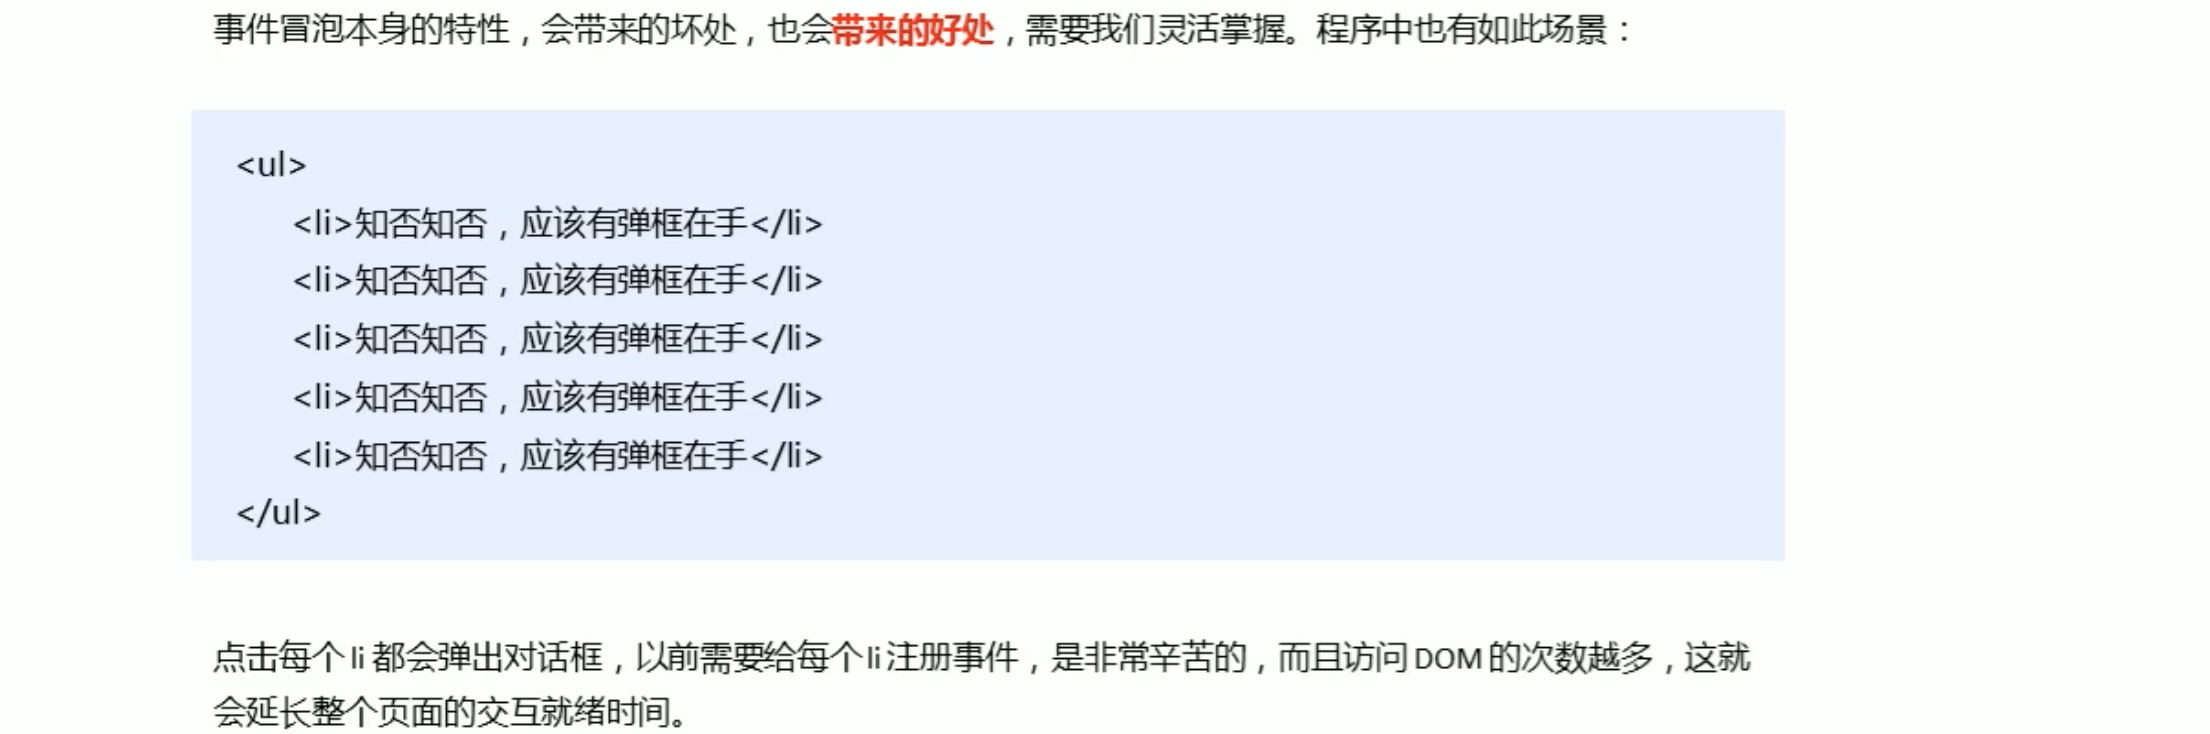 事件冒泡本身的特性，会带来的坏处，也会带来的好处，需要我们灵活掌握。程序中也有如此场景：
<ul>
<li>知否知否，应该有弹框在手</li>
<li>知否知否，应该有弹框在手</li>
<li>知否知否，应该有弹框在手</li>
<li>知否知否，应该有弹框在手</li>
<li>知否知否，应该有弹框在手</li>
</ul>
点击每个 li 都会弹出对话框，以前需要给每个 li 注册事件，是非常辛苦的，而且访问 DOM 的次数越多，这就
会延长整个页面的交互就绪时间。